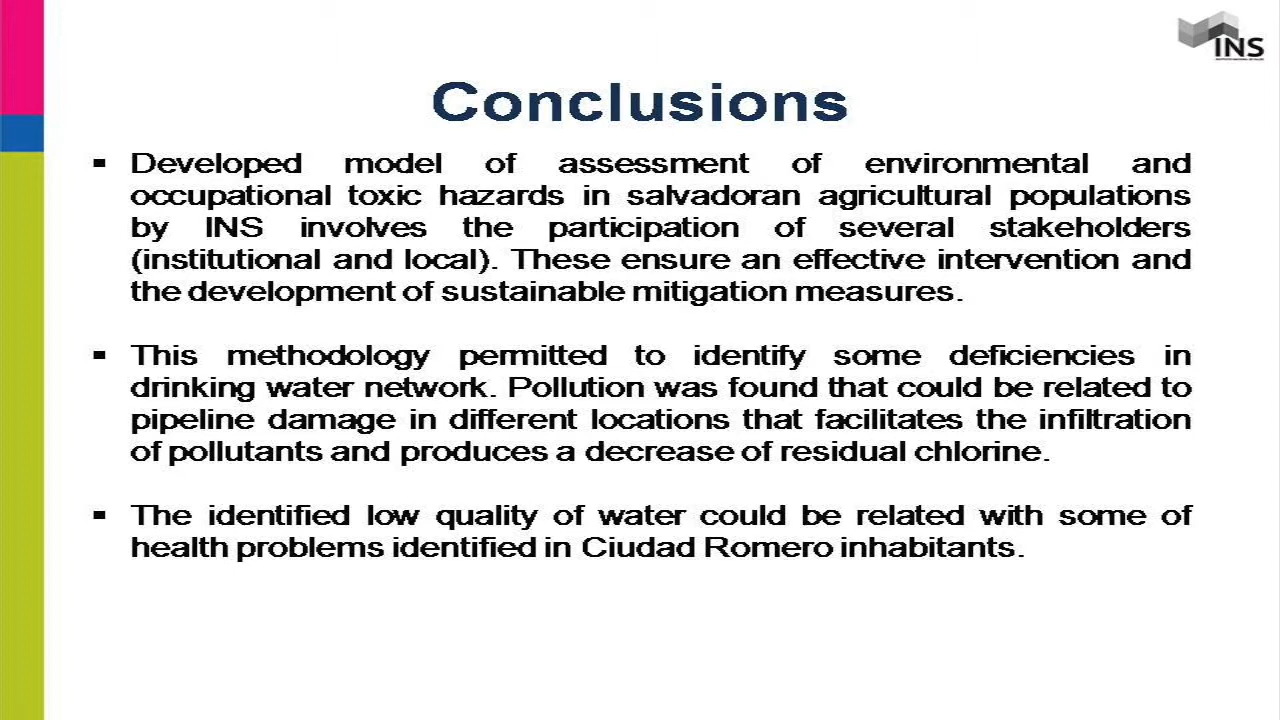 INS
Conclusions
▪ Developed model of assessment of environmental and
occupational toxic hazards in salvadoran agricultural populations
by INS involves the participation of several stakeholders
(institutional and local). These ensure an effective intervention and
the development of sustainable mitigation measures.
▪ This methodology permitted to identify some deficiencies in
drinking water network. Pollution was found that could be related to
pipeline damage in different locations that facilitates the infiltration
of pollutants and produces a decrease of residual chlorine.
▪ The identified low quality of water could be related with some of
health problems identified in Ciudad Romero inhabitants.